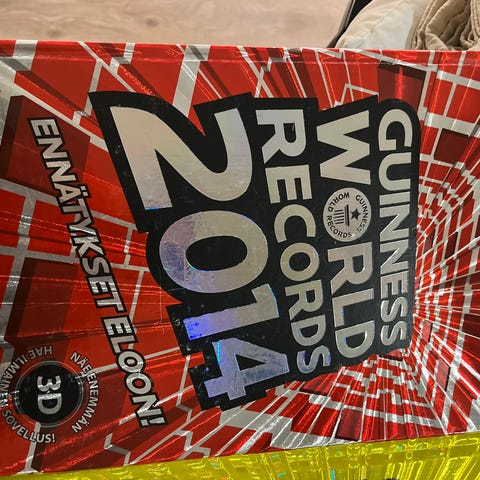 GUINNESS
WORLD
RECORDS
2014
GUINNESS
WORLD RECORDS
ENNÄTYKSET ELOON!
NÄE ENEMMÄN
3D
HAE ILMAINEN SOVELLUS!